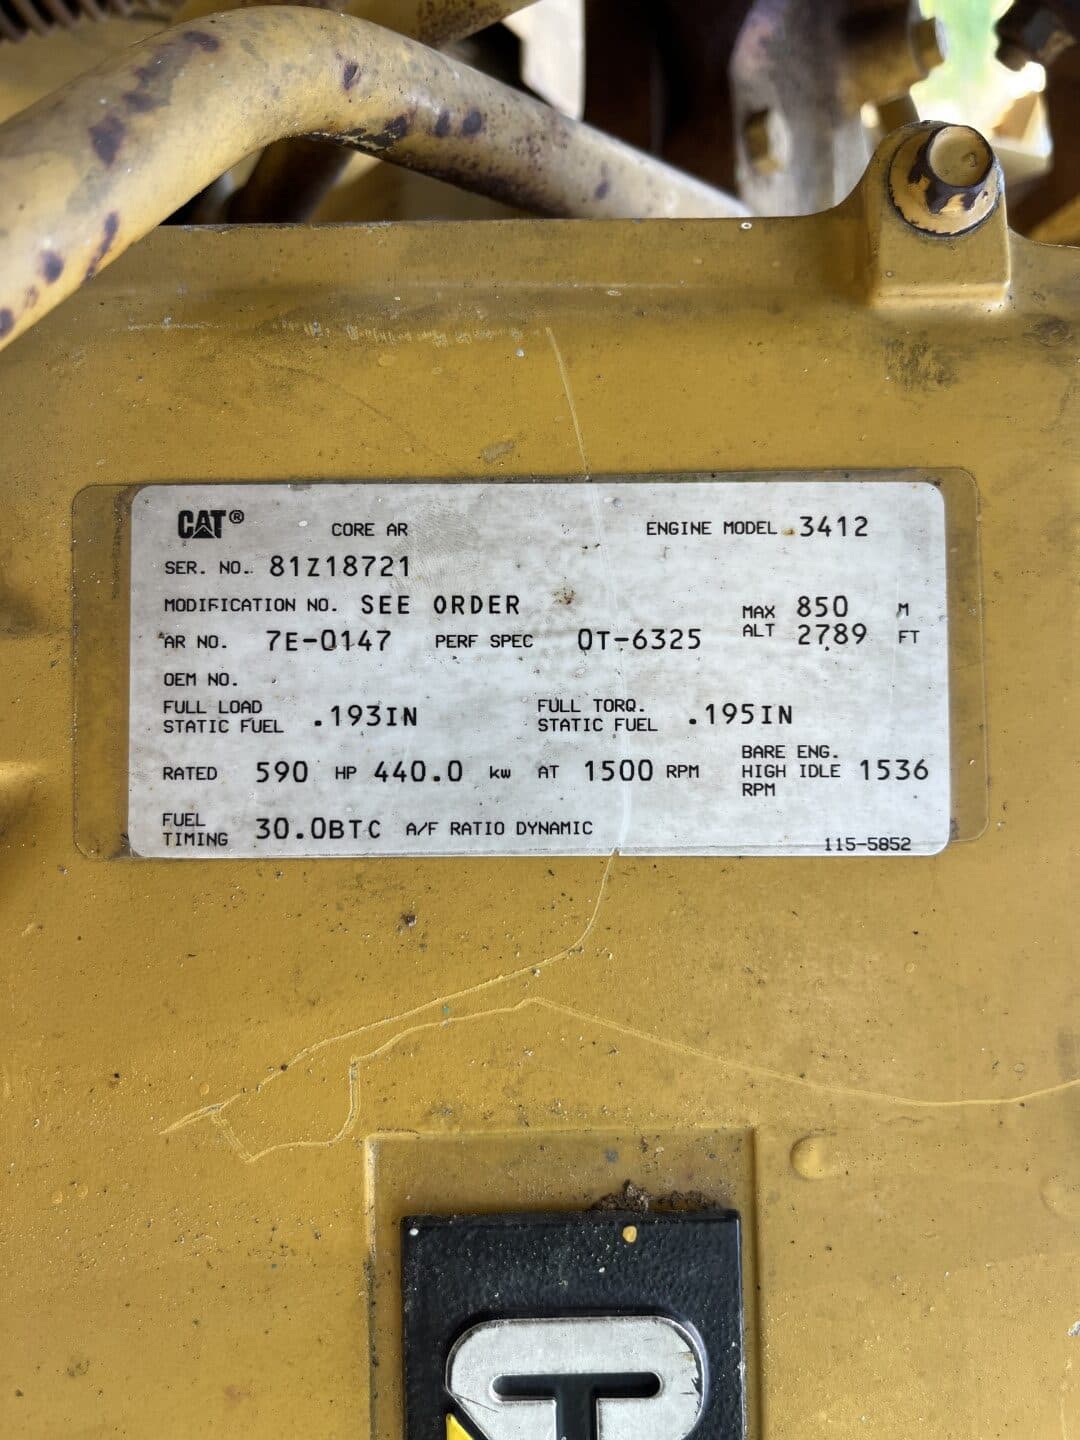 CAT® CORE AR ENGINE MODEL 3412
SER. NO. 81Z18721
MODIFICATION NO. SEE ORDER
MAX ALT 850 M 2789 FT
AR NO. 7E-0147 PERF SPEC 0T-6325
OEM NO.
FULL LOAD STATIC FUEL .193IN FULL TORQ. STATIC FUEL .195IN
RATED 590 HP 440.0 kw AT 1500 RPM BARE ENG. HIGH IDLE RPM 1536
FUEL TIMING 30.0BTC A/F RATIO DYNAMIC
115-5852